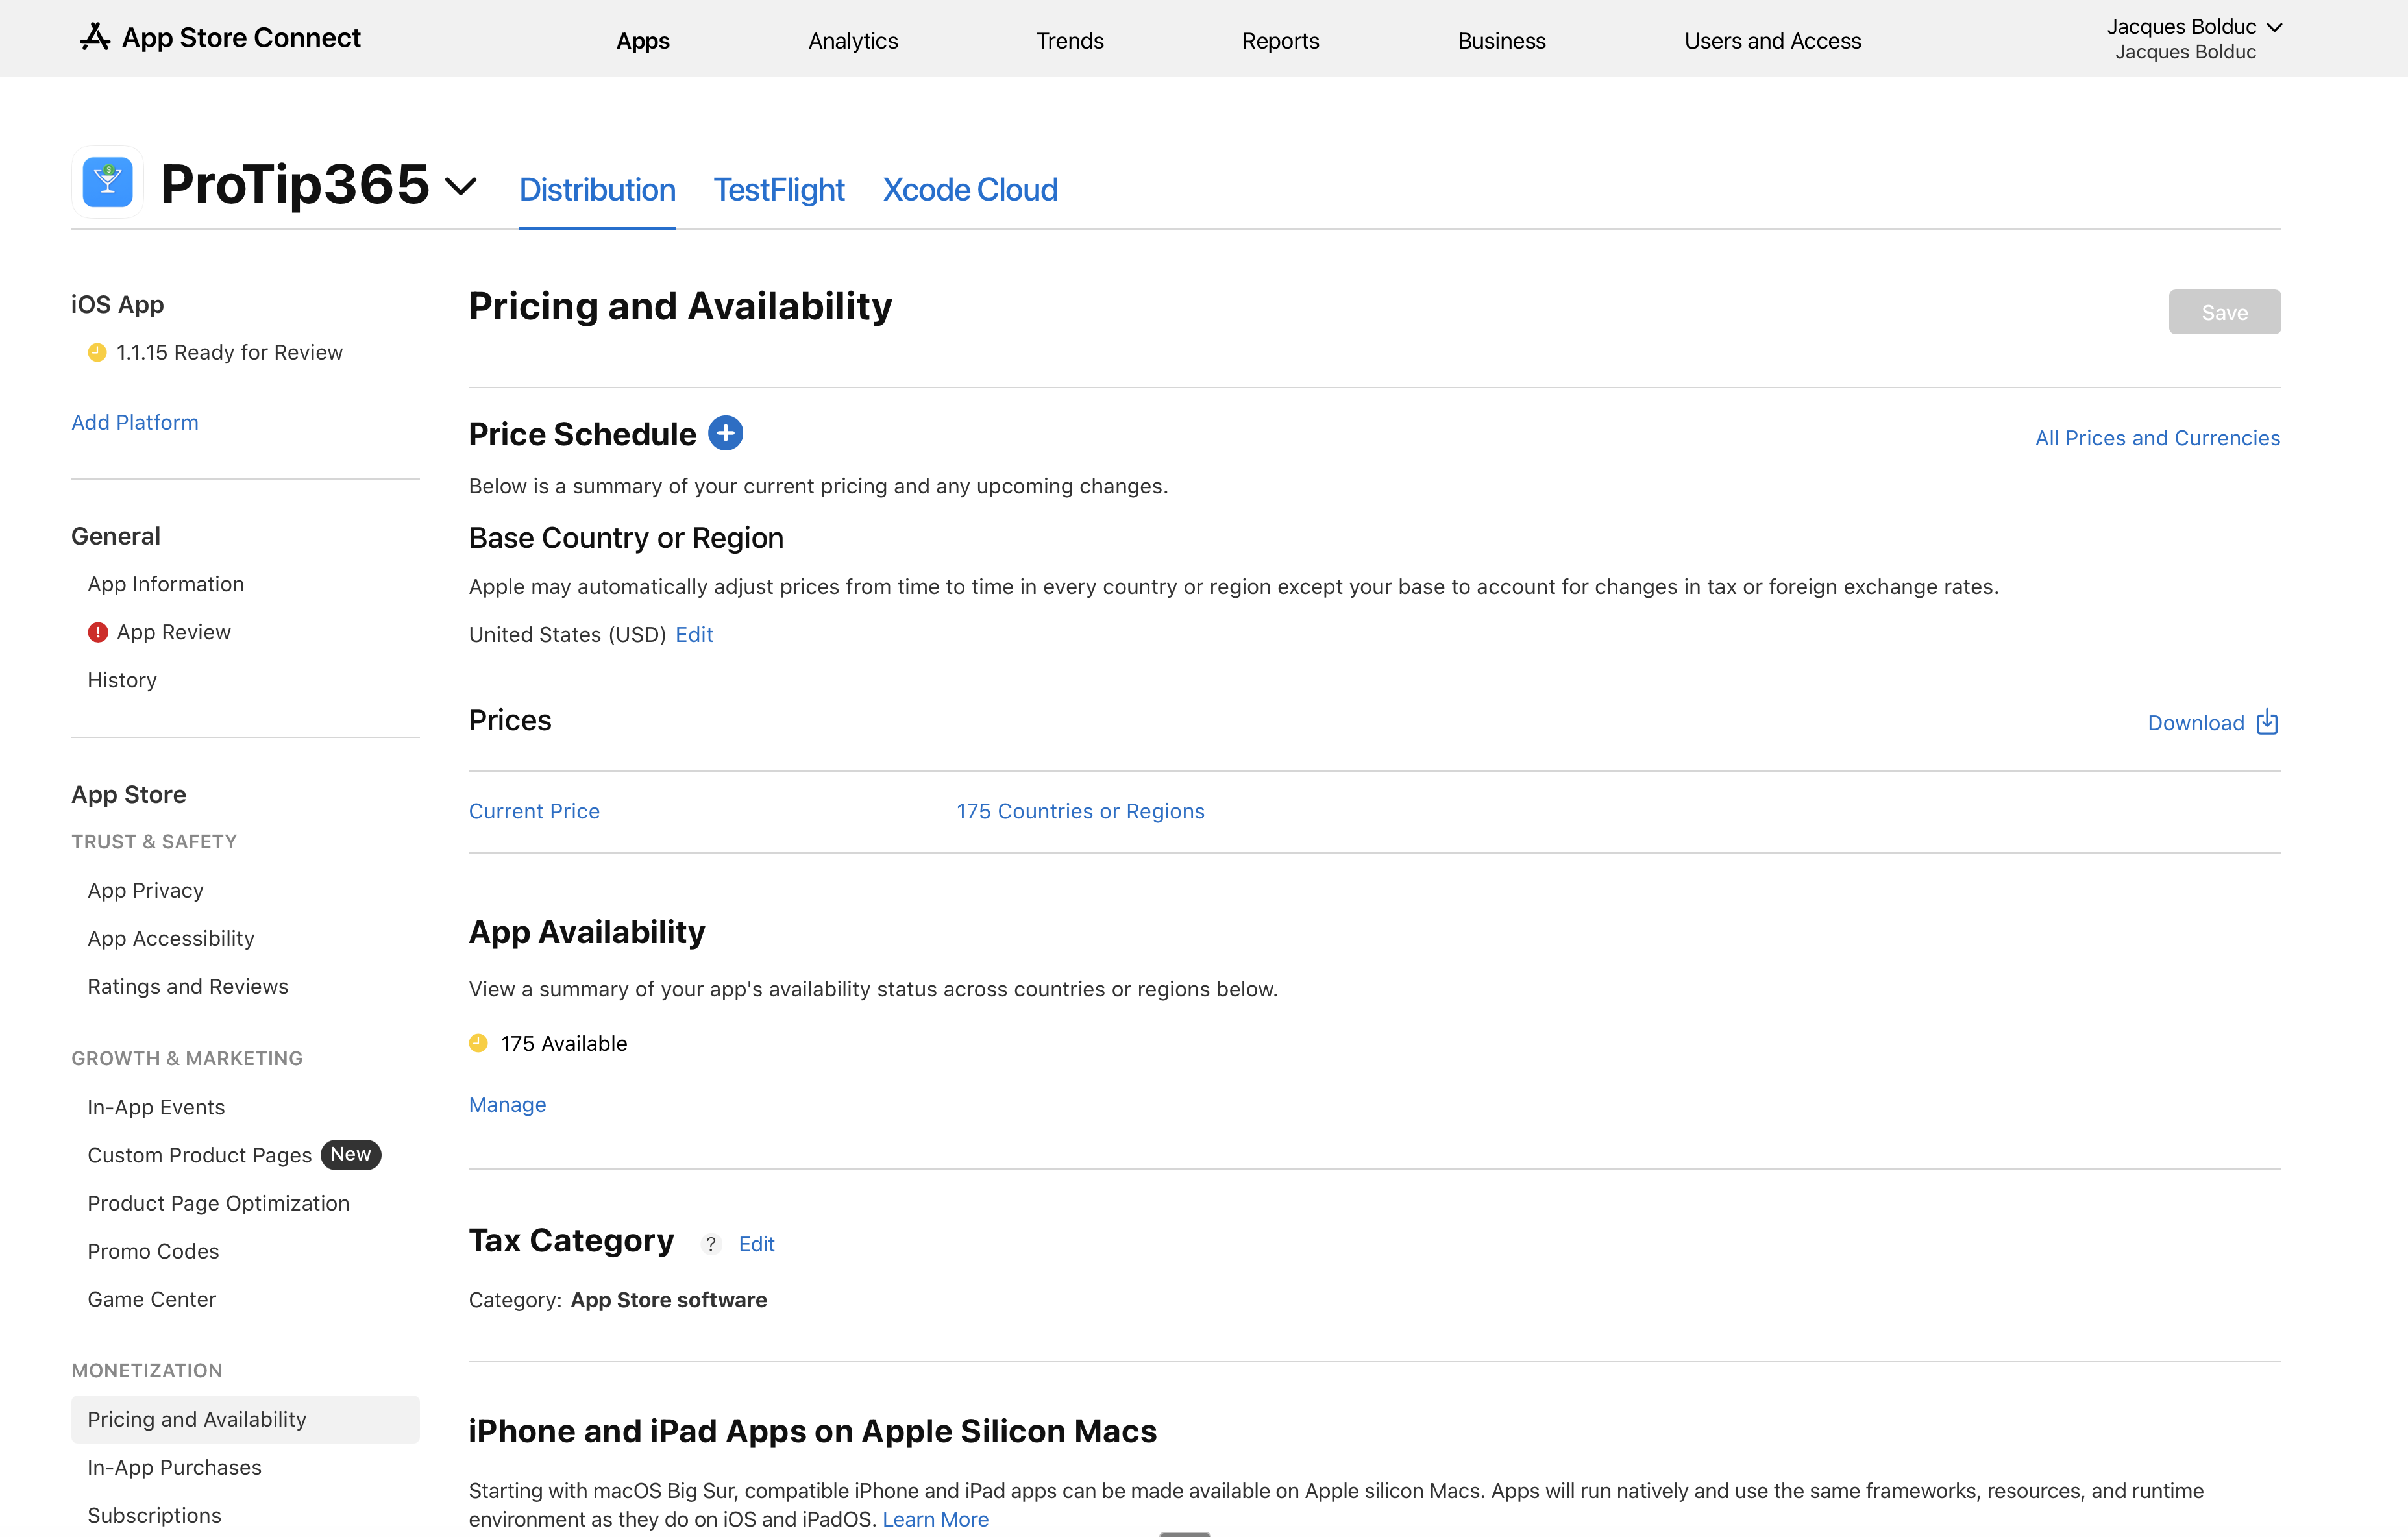 App Store Connect
Apps
Analytics
Trends
Reports
Business
Users and Access
Jacques Bolduc
Jacques Bolduc
ProTip365
Distribution
TestFlight
Xcode Cloud
iOS App
1.1.15 Ready for Review
Add Platform
General
App Information
App Review
History
App Store
TRUST & SAFETY
App Privacy
App Accessibility
Ratings and Reviews
GROWTH & MARKETING
In-App Events
Custom Product Pages New
Product Page Optimization
Promo Codes
Game Center
MONETIZATION
Pricing and Availability
In-App Purchases
Subscriptions
Pricing and Availability
Save
Price Schedule
All Prices and Currencies
Below is a summary of your current pricing and any upcoming changes.
Base Country or Region
Apple may automatically adjust prices from time to time in every country or region except your base to account for changes in tax or foreign exchange rates.
United States (USD) Edit
Prices
Download
Current Price
175 Countries or Regions
App Availability
View a summary of your app's availability status across countries or regions below.
175 Available
Manage
Tax Category ? Edit
Category: App Store software
iPhone and iPad Apps on Apple Silicon Macs
Starting with macOS Big Sur, compatible iPhone and iPad apps can be made available on Apple silicon Macs. Apps will run natively and use the same frameworks, resources, and runtime
environment as they do on iOS and iPadOS. Learn More